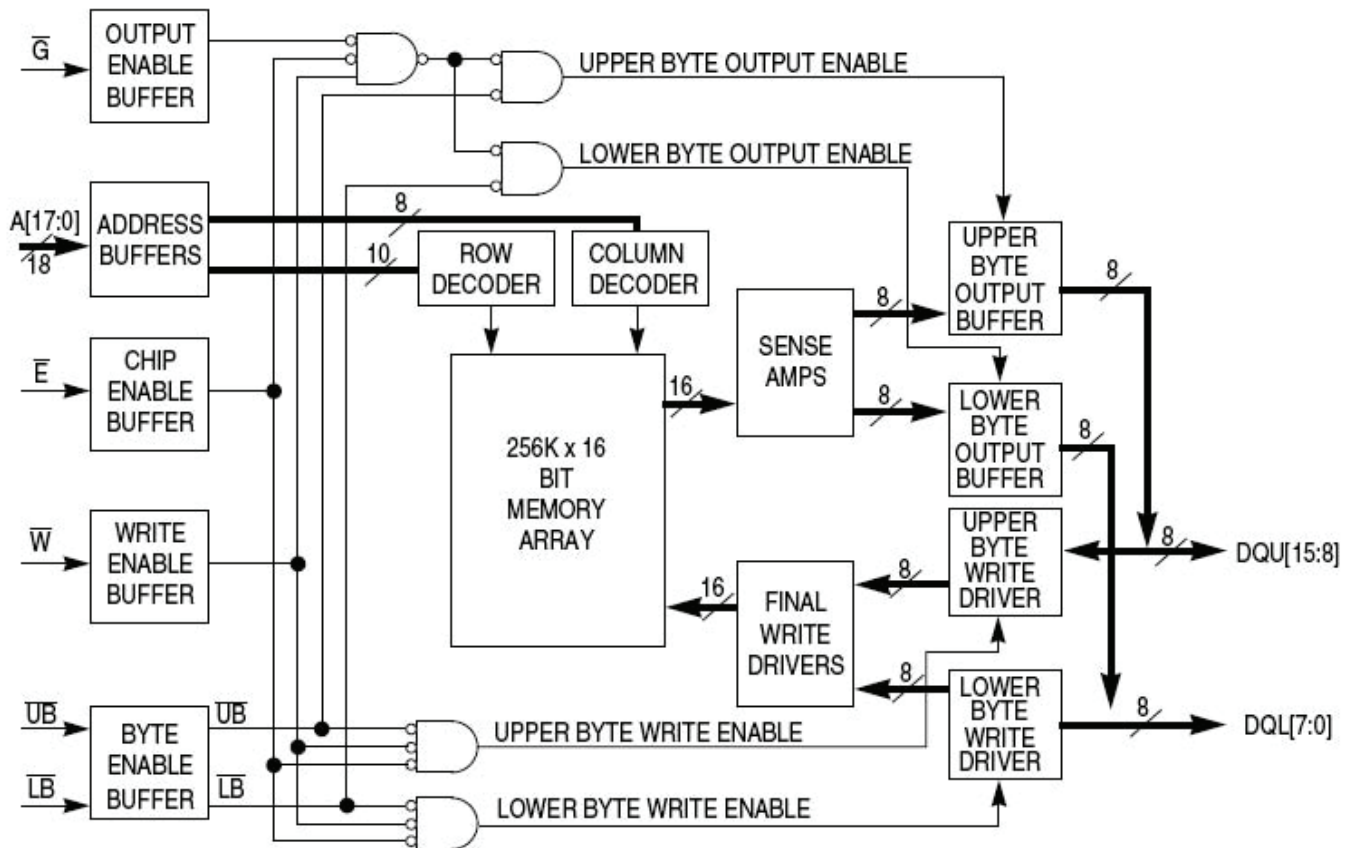 G̅
OUTPUT
ENABLE
BUFFER
UPPER BYTE OUTPUT ENABLE
LOWER BYTE OUTPUT ENABLE
A[17:0]
18
ADDRESS
BUFFERS
8
10
ROW
DECODER
COLUMN
DECODER
UPPER
BYTE
OUTPUT
BUFFER
8
8
SENSE
AMPS
8
16
E̅
CHIP
ENABLE
BUFFER
LOWER
BYTE
OUTPUT
BUFFER
8
256K x 16
BIT
MEMORY
ARRAY
W̅
WRITE
ENABLE
BUFFER
UPPER
BYTE
WRITE
DRIVER
8
DQU[15:8]
8
16
FINAL
WRITE
DRIVERS
8
LOWER
BYTE
WRITE
DRIVER
8
DQL[7:0]
U̅B̅
L̅B̅
BYTE
ENABLE
BUFFER
U̅B̅
L̅B̅
UPPER BYTE WRITE ENABLE
LOWER BYTE WRITE ENABLE